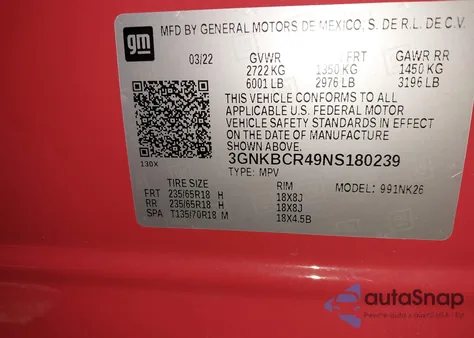 gm
MFD BY GENERAL MOTORS DE MEXICO, S. DE R.L. DE C.V.
03/22 GVWR FRT GAWR RR
2722 KG 1350 KG 1450 KG
6001 LB 2976 LB 3196 LB
THIS VEHICLE CONFORMS TO ALL
APPLICABLE U.S. FEDERAL MOTOR
VEHICLE SAFETY STANDARDS IN EFFECT
ON THE DATE OF MANUFACTURE
SHOWN ABOVE.
3GNKBCR49NS180239
130X
TYPE: MPV
TIRE SIZE RIM MODEL: 991NK26
FRT 235/65R18 H 18X8J
RR 235/65R18 H 18X8J
SPA T135/70R18 M 18X4.5B
autaSnap